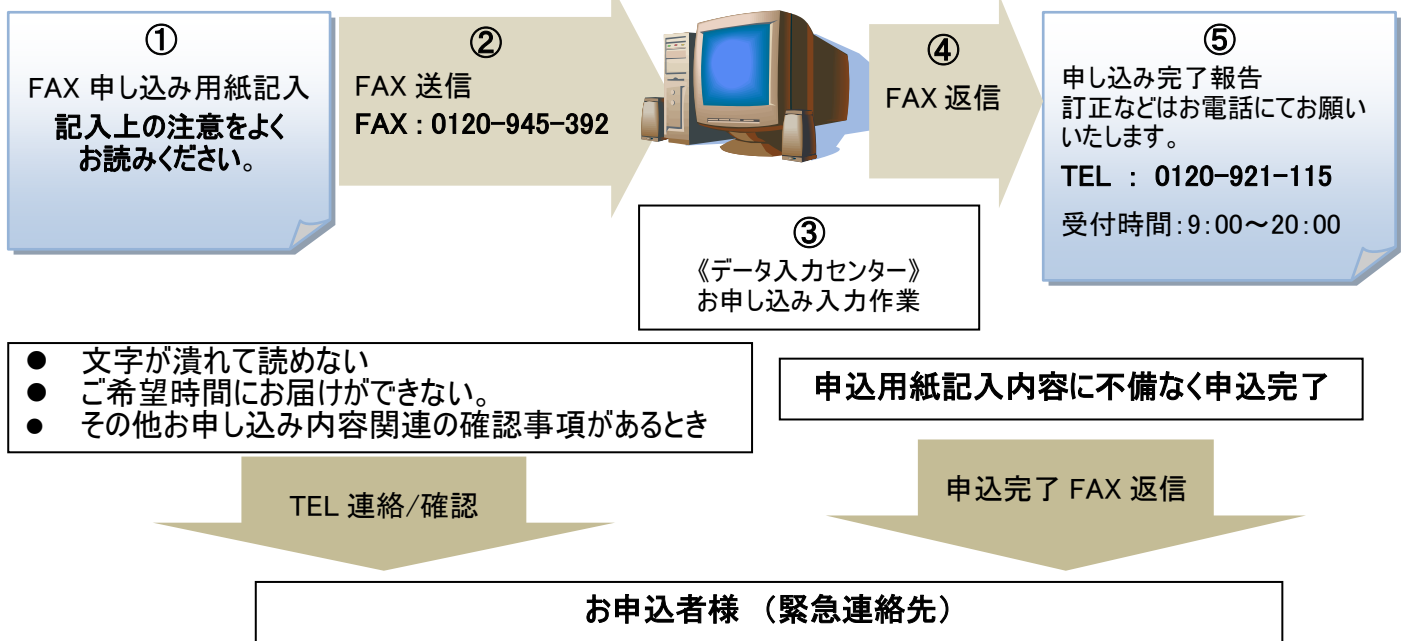 ①
FAX 申し込み用紙記入
記入上の注意をよく
お読みください。
②
FAX 送信
FAX：0120-945-392
③
《データ入力センター》
お申し込み入力作業
④
FAX 返信
⑤
申し込み完了報告
訂正などはお電話にてお願い
いたします。
TEL ： 0120-921-115
受付時間：9：00～20：00
● 文字が潰れて読めない
● ご希望時間にお届けができない。
● その他お申し込み内容関連の確認事項があるとき
申込用紙記入内容に不備なく申込完了
TEL 連絡/確認
申込完了 FAX 返信
お申込者様 （緊急連絡先）